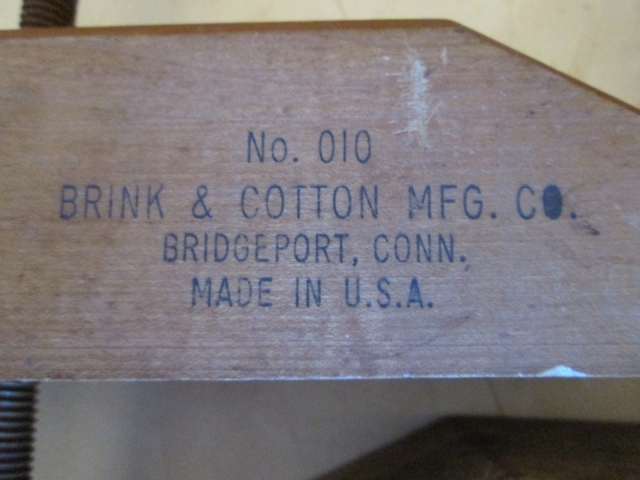 No. 010
BRINK & COTTON MFG. CO.
BRIDGEPORT, CONN.
MADE IN U.S.A.